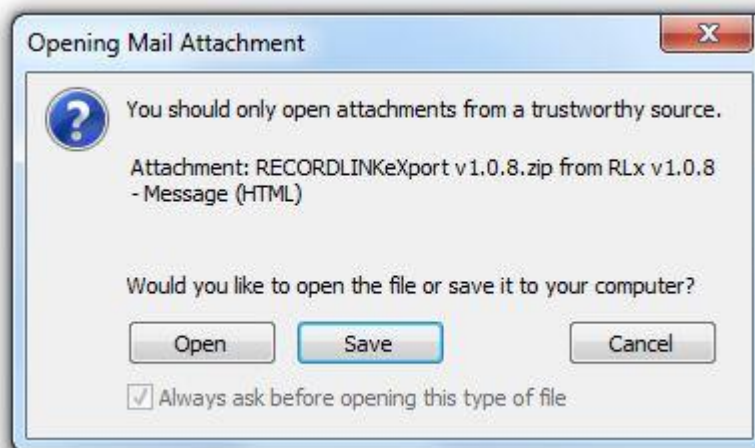 Opening Mail Attachment
You should only open attachments from a trustworthy source.
Attachment: RECORDLINKeXport v1.0.8.zip from RLx v1.0.8
- Message (HTML)
Would you like to open the file or save it to your computer?
Open Save Cancel
Always ask before opening this type of file